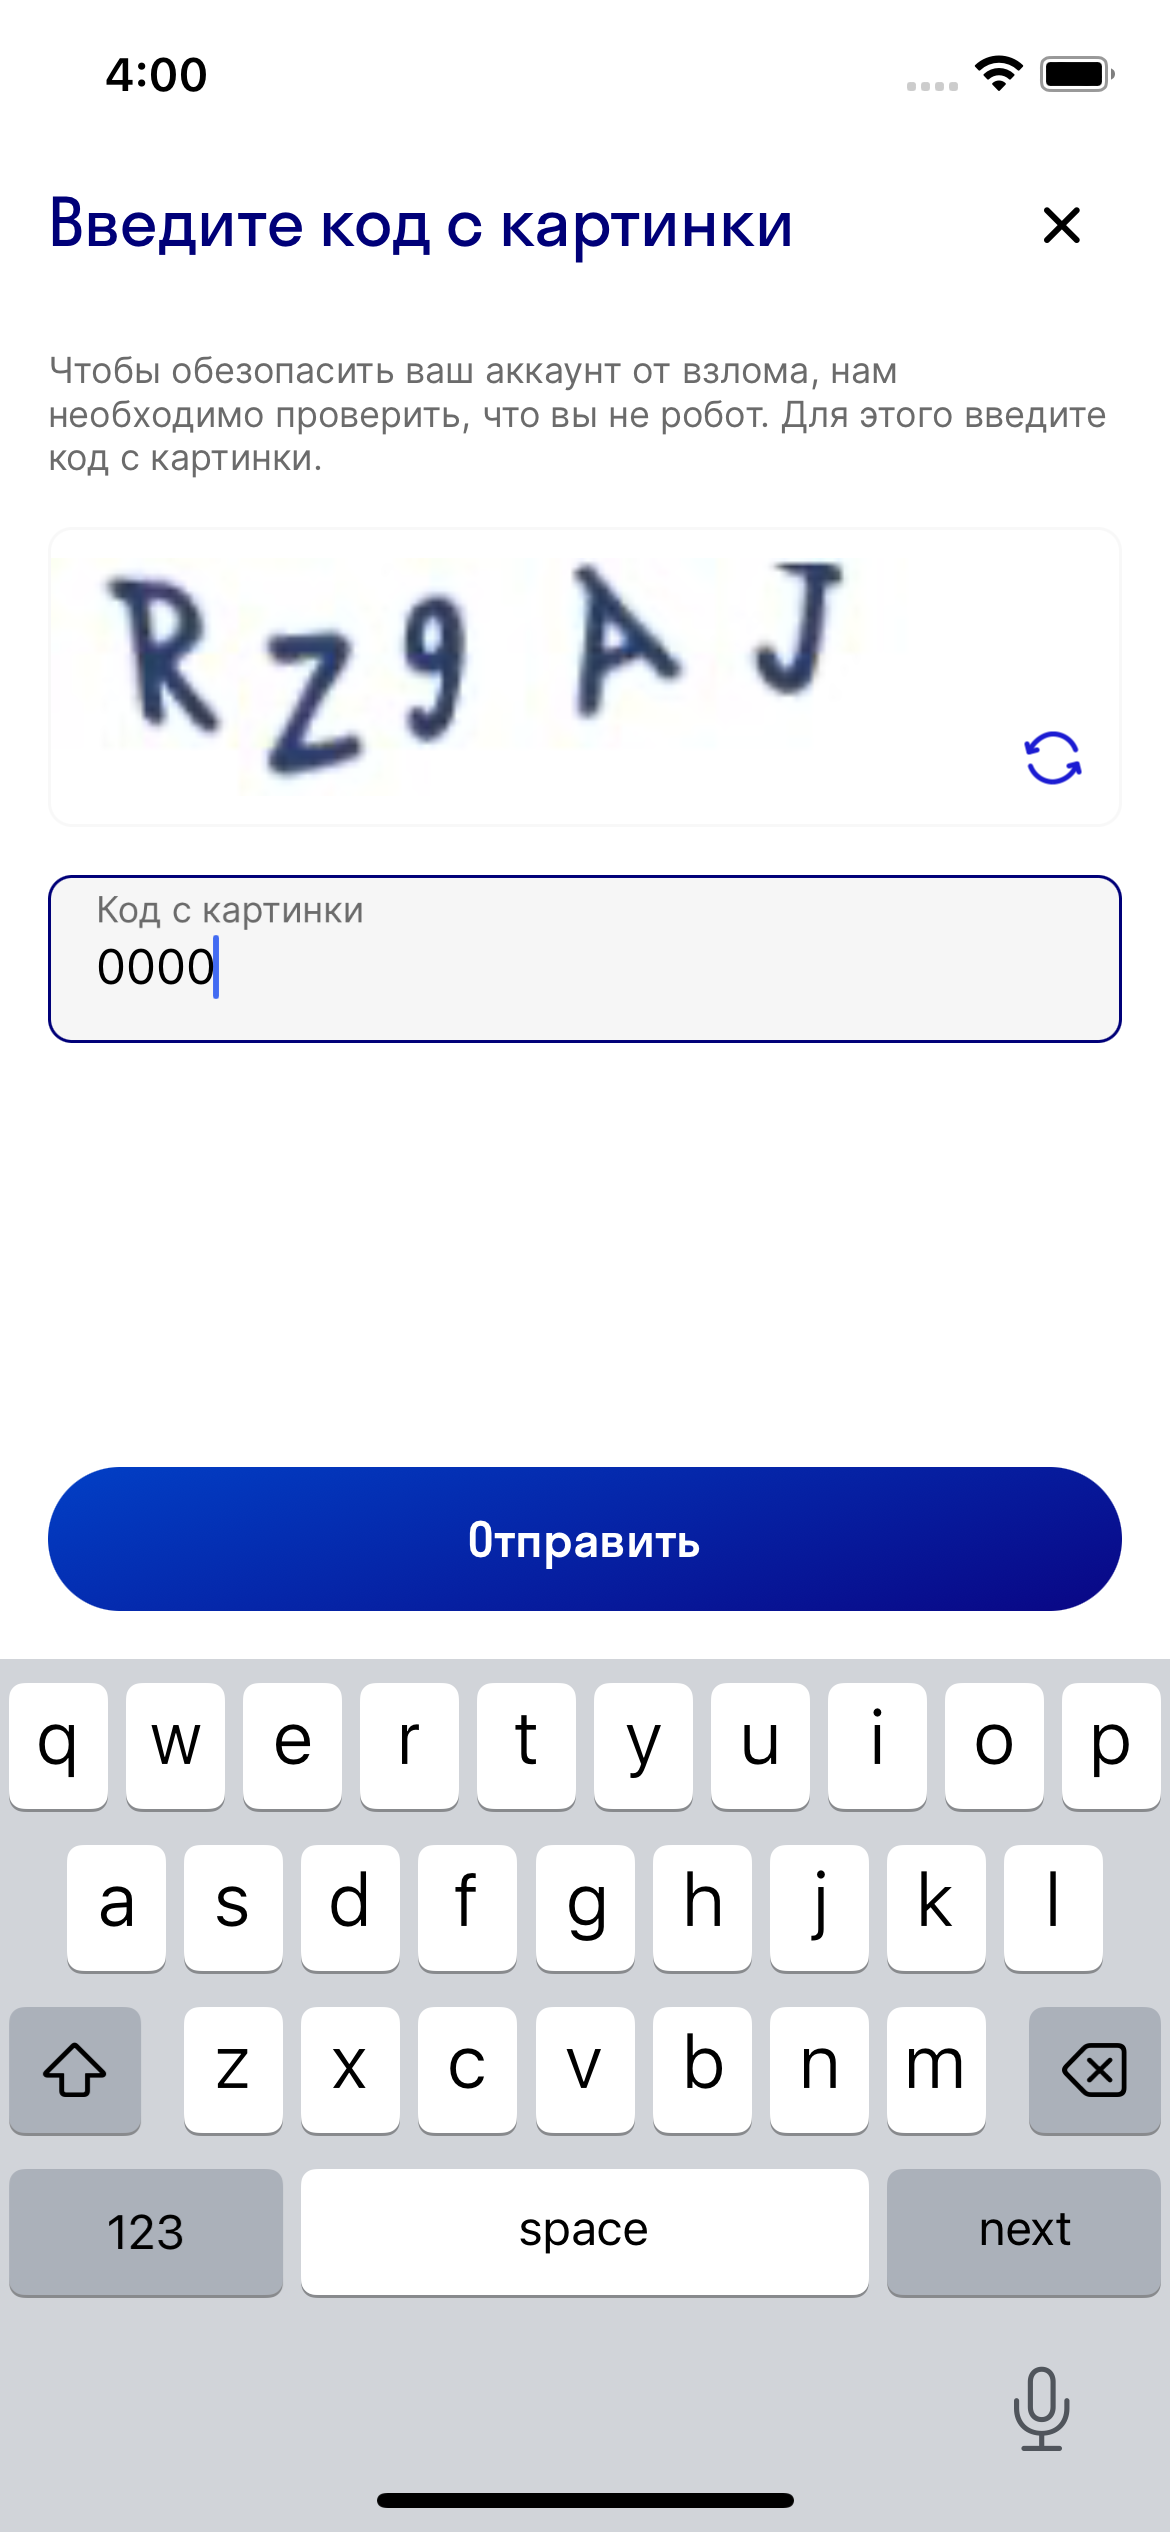 4:00
Введите код с картинки
Чтобы обезопасить ваш аккаунт от взлома, нам
необходимо проверить, что вы не робот. Для этого введите
код с картинки.
RZ9AJ
Код с картинки
0000
Отправить
q w e r t y u i o p
a s d f g h j k l
z x c v b n m
123 space next